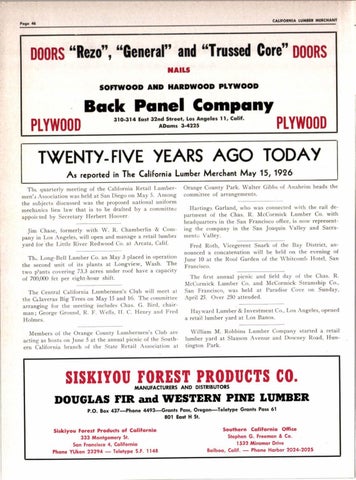 Page 46
CALIFORNIA LUMBER MERCHANT
DOORS "Rezo", "General" and "Trussed Core" DOORS
NAILS
SOFTWOOD AND HARDWOOD PLYWOOD
Back Panel Company
310-314 East 32nd Street, Los Angeles 11, Calif.
PLYWOOD ADams 3-4225 PLYWOOD
TWENTY-FIVE YEARS AGO TODAY
As reported in The California Lumber Merchant May 15, 1926
The quarterly meeting of the California Retail Lumber-
men's Association was held at San Diego on May 5. Among
the subjects discussed was the proposed national uniform
mechanics lien law that is to be drafted by a committee
appointed by Secretary Herbert Hoover.
Jim Chase, formerly with W. R. Chamberlin & Com-
pany in Los Angeles, will open and manage a retail lumber
yard for the Little River Redwood Co. at Arcata, Calif.
Th. Long-Bell Lumber Co. on May 3 placed in operation
the second unit of its plants at Longview, Wash. The
two plants covering 73.3 acres under roof have a capacity
of 700,000 feet per eight-hour shift.
The Central California Lumbermen's Club will meet at
the Calaveras Big Trees on May 15 and 16. The committee
arranging for the meeting includes Chas. G. Bird, chair-
man; George Ground, R. F. Wells, H. C. Henry and Fred
Holmes.
Members of the Orange County Lumbermen's Club are
acting as hosts on June 5 at the annual picnic of the South-
ern California branch of the State Retail Association at
Orange County Park. Walter Gibbs of Anaheim heads the
committee of arrangements.
Hastings Garland, who was connected with the rail de-
partment of the Chas. R. McCormick Lumber Co. with
headquarters in the San Francisco office, is now represent-
ing the company in the San Joaquin Valley and Sacra-
mento.
Fred Roth, Vicegerent Snark of the Bay District, an-
nounced a concatenation will be held on the evening of
June 10 at the Roof Garden of the Whitcomb Hotel, San
Francisco.
The first annual picnic and field day of the Chas. R.
McCormick Lumber Co. and McCormick Steamship Co.,
San Francisco, was held at Paradise Cove on Sunday,
April 25. Over 250 attended.
Hayward Lumber & Investment Co., Los Angeles, opened
a retail lumber yard at Los Banos.
William M. Robbins Lumber Company started a retail
lumber yard at Slauson Avenue and Downey Road, Hun-
tington Park.
SISKIYOU FOREST PRODUCTS CO.
MANUFACTURERS AND DISTRIBUTORS
DOUGLAS FIR and WESTERN PINE LUMBER
P.O. Box 437—Phone 4493—Grants Pass, Oregon—Teletype Grants Pass 61
801 East H St.
Siskiyou Forest Products of California
333 Montgomery St.
San Francisco 4, California
Phone YUkon 23294 — Teletype S.F. 1148
Southern California Office
Stephen G. Freeman & Co.
1532 Miramar Drive
Balboa, Calif. — Phone Harbor 2024-2025